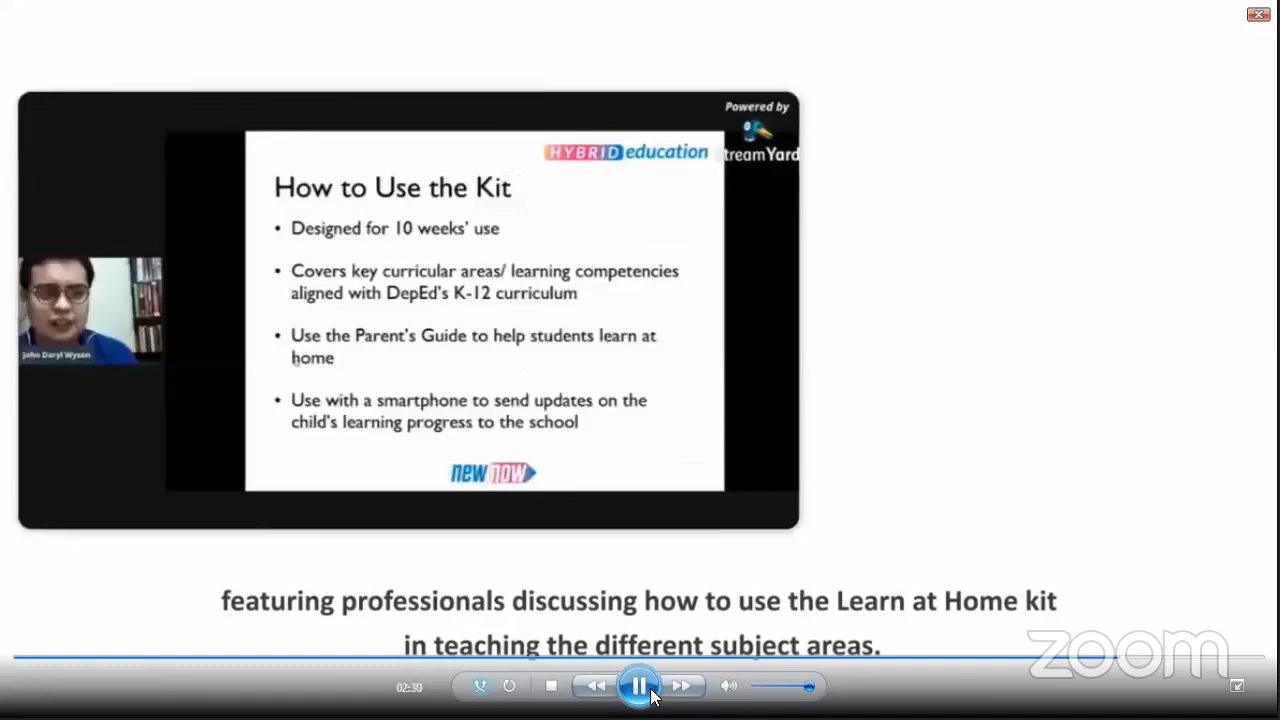 Powered by
HYBRID education
treamYard
How to Use the Kit
• Designed for 10 weeks' use
• Covers key curricular areas/ learning competencies
aligned with DepEd's K-12 curriculum
• Use the Parent's Guide to help students learn at
home
John Daryl Wyson
• Use with a smartphone to send updates on the
child's learning progress to the school
new now
featuring professionals discussing how to use the Learn at Home kit
in teaching the different subject areas.
zoom
02:30